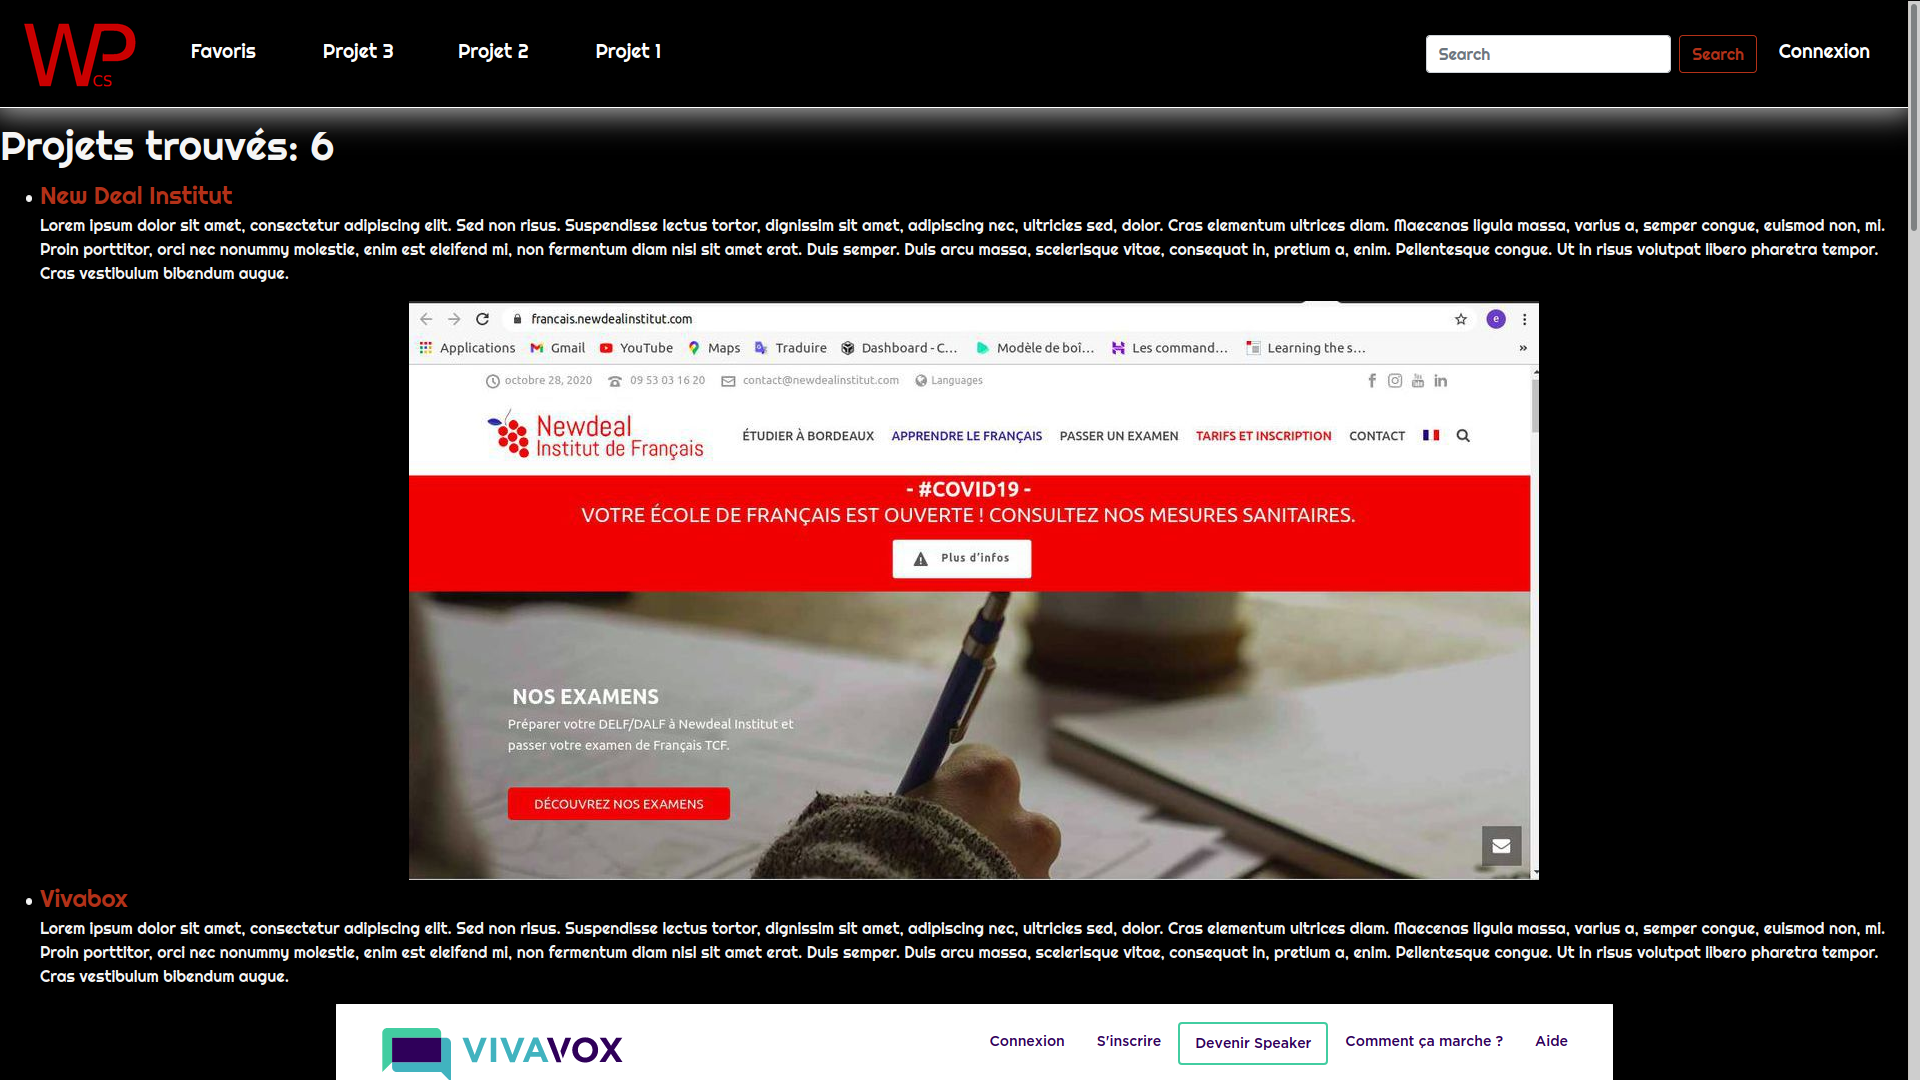 WP CS
Favoris Projet 3 Projet 2 Projet 1 Search Search Connexion
Projets trouvés: 6
New Deal Institut
Lorem ipsum dolor sit amet, consectetur adipiscing elit. Sed non risus. Suspendisse lectus tortor, dignissim sit amet, adipiscing nec, ultricies sed, dolor. Cras elementum ultrices diam. Maecenas ligula massa, varius a, semper congue, euismod non, mi.
Proin porttitor, orci nec nonummy molestie, enim est eleifend mi, non fermentum diam nisl sit amet erat. Duis semper. Duis arcu massa, scelerisque vitae, consequat in, pretium a, enim. Pellentesque congue. Ut in risus volutpat libero pharetra tempor.
Cras vestibulum bibendum augue.
francais.newdealinstitut.com e
Applications Gmail YouTube Maps Traduire Dashboard - C... Modèle de boî... Les command... Learning the s... »
octobre 28, 2020 09 53 03 16 20 contact@newdealinstitut.com Languages
Newdeal
Institut de Français
ÉTUDIER À BORDEAUX APPRENDRE LE FRANÇAIS PASSER UN EXAMEN TARIFS ET INSCRIPTION CONTACT
- #COVID19 -
VOTRE ÉCOLE DE FRANÇAIS EST OUVERTE ! CONSULTEZ NOS MESURES SANITAIRES.
Plus d'infos
NOS EXAMENS
Préparer votre DELF/DALF à Newdeal Institut et
passer votre examen de Français TCF.
DÉCOUVREZ NOS EXAMENS
Vivabox
Lorem ipsum dolor sit amet, consectetur adipiscing elit. Sed non risus. Suspendisse lectus tortor, dignissim sit amet, adipiscing nec, ultricies sed, dolor. Cras elementum ultrices diam. Maecenas ligula massa, varius a, semper congue, euismod non, mi.
Proin porttitor, orci nec nonummy molestie, enim est eleifend mi, non fermentum diam nisl sit amet erat. Duis semper. Duis arcu massa, scelerisque vitae, consequat in, pretium a, enim. Pellentesque congue. Ut in risus volutpat libero pharetra tempor.
Cras vestibulum bibendum augue.
VIVAVOX Connexion S'inscrire Devenir Speaker Comment ça marche ? Aide